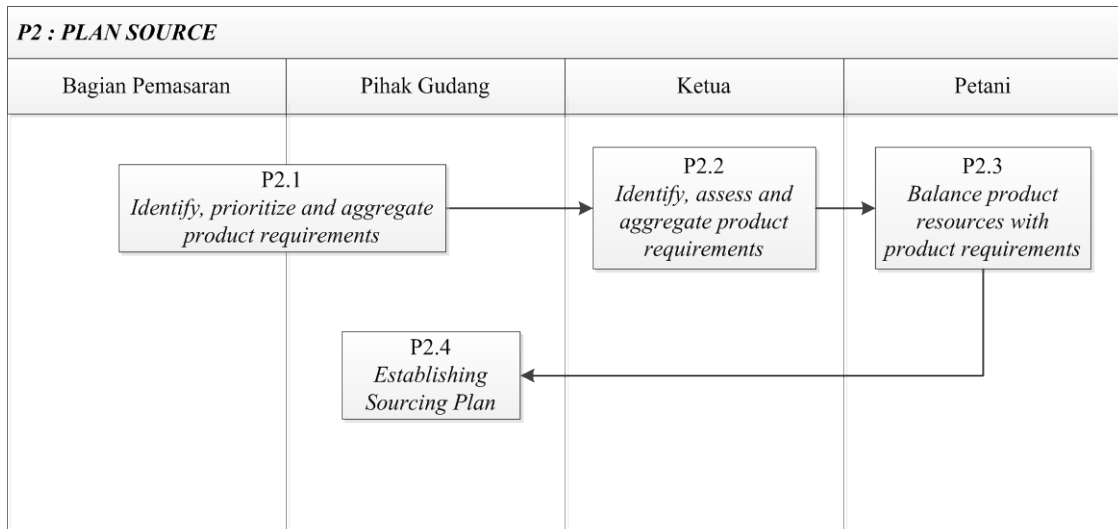 P2 : PLAN SOURCE
Bagian Pemasaran
Pihak Gudang
Ketua
Petani
P2.1
Identify, prioritize and aggregate
product requirements
P2.2
Identify, assess and
aggregate product
requirements
P2.3
Balance product
resources with
product requirements
P2.4
Establishing
Sourcing Plan